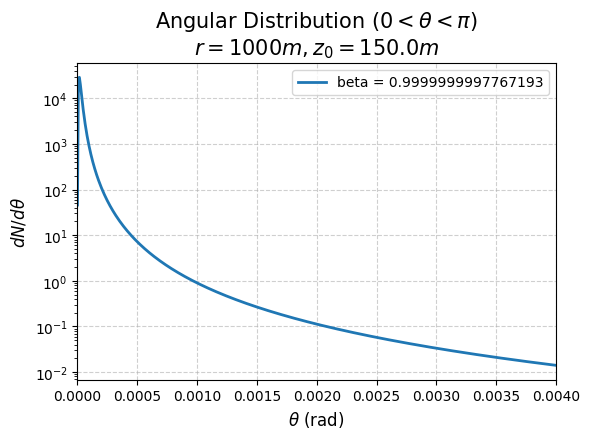 Angular Distribution (0 < θ < π)
r = 1000m, z₀ = 150.0m
beta = 0.9999999997767193
dN/dθ
10⁴
10³
10²
10¹
10⁰
10⁻¹
10⁻²
0.0000 0.0005 0.0010 0.0015 0.0020 0.0025 0.0030 0.0035 0.0040
θ (rad)